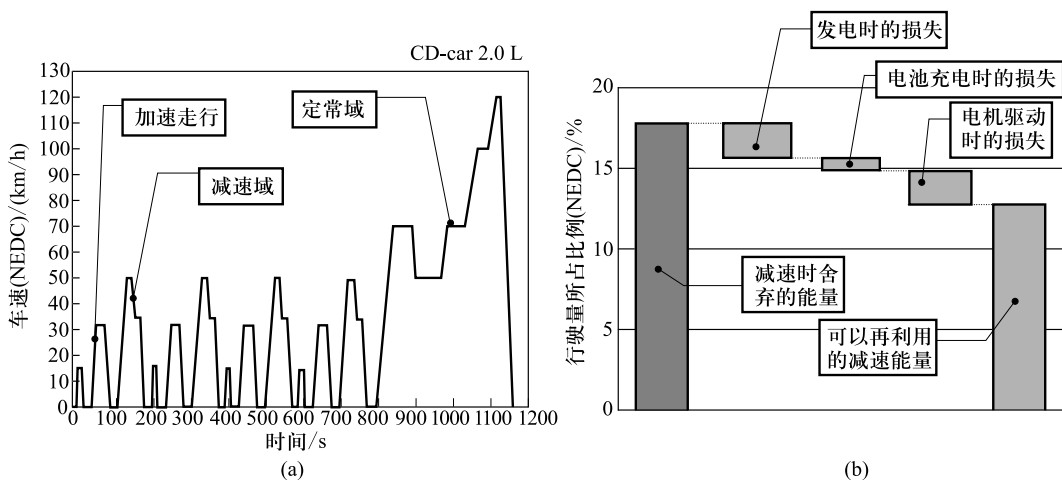 CD-car 2.0 L
车速(NEDC)/(km/h)
130
120
110
100
90
80
70
60
50
40
30
20
10
0
加速走行
减速域
定常域
0 100 200 300 400 500 600 700 800 900 1000 1100 1200
时间/s
(a)
行驶量所占比例(NEDC)/%
20
15
10
5
0
发电时的损失
电池充电时的损失
电机驱动
时的损失
减速时舍
弃的能量
可以再利用
的减速能量
(b)